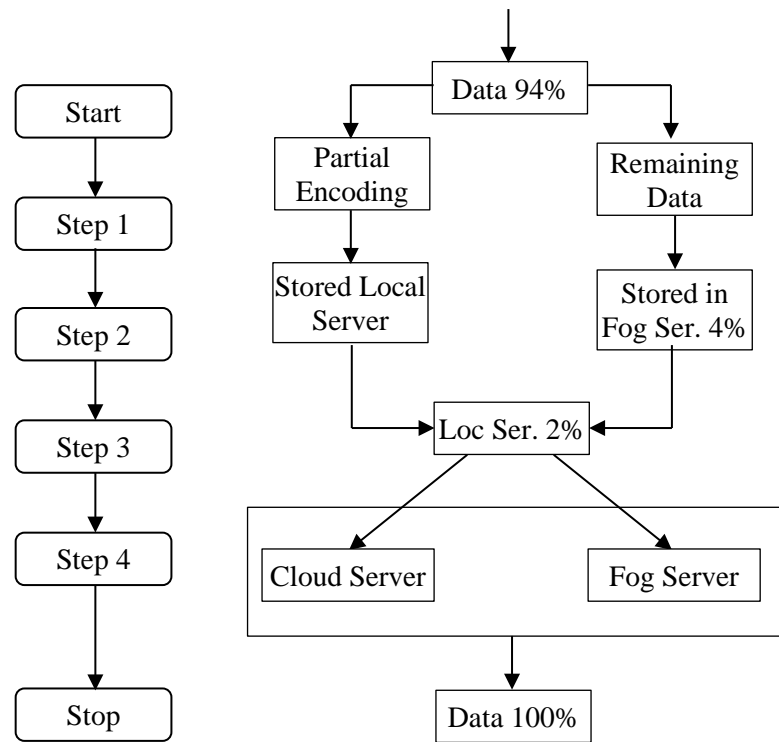 Start
Step 1
Step 2
Step 3
Step 4
Stop
Data 94%
Partial
Encoding
Remaining
Data
Stored Local
Server
Stored in
Fog Ser. 4%
Loc Ser. 2%
Cloud Server
Fog Server
Data 100%